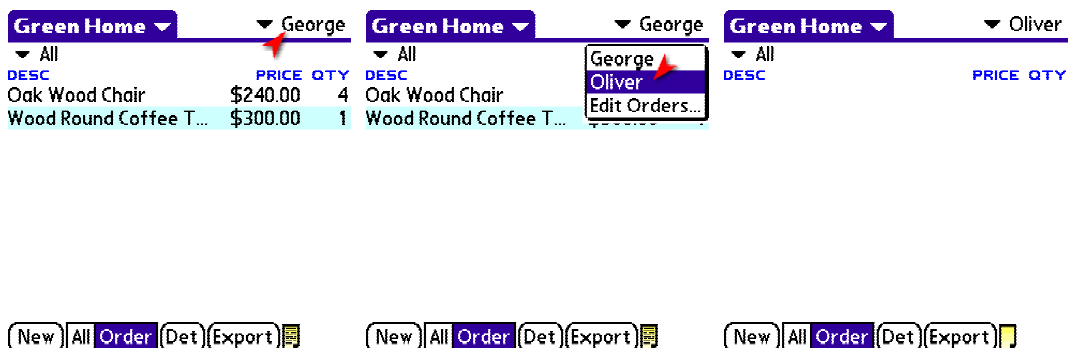 Green Home George
All
DESC PRICE QTY
Oak Wood Chair $240.00 4
Wood Round Coffee T... $300.00 1
New All Order Det Export
Green Home George
All
George
Oliver
Edit Orders...
DESC
Oak Wood Chair
Wood Round Coffee T...
New All Order Det Export
Green Home Oliver
All
DESC PRICE QTY
New All Order Det Export